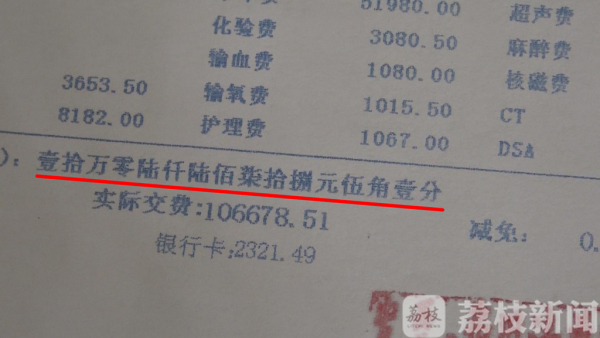 51980.00 超声费
化验费 3080.50 麻醉费
输血费 1080.00 核磁费
3653.50 输氧费 1015.50 CT
8182.00 护理费 1067.00 DSA
）：壹拾万零陆仟陆佰柒拾捌元伍角壹分
实际交费:106678.51 减免： 0.
银行卡:2321.49
荔枝
荔枝新闻